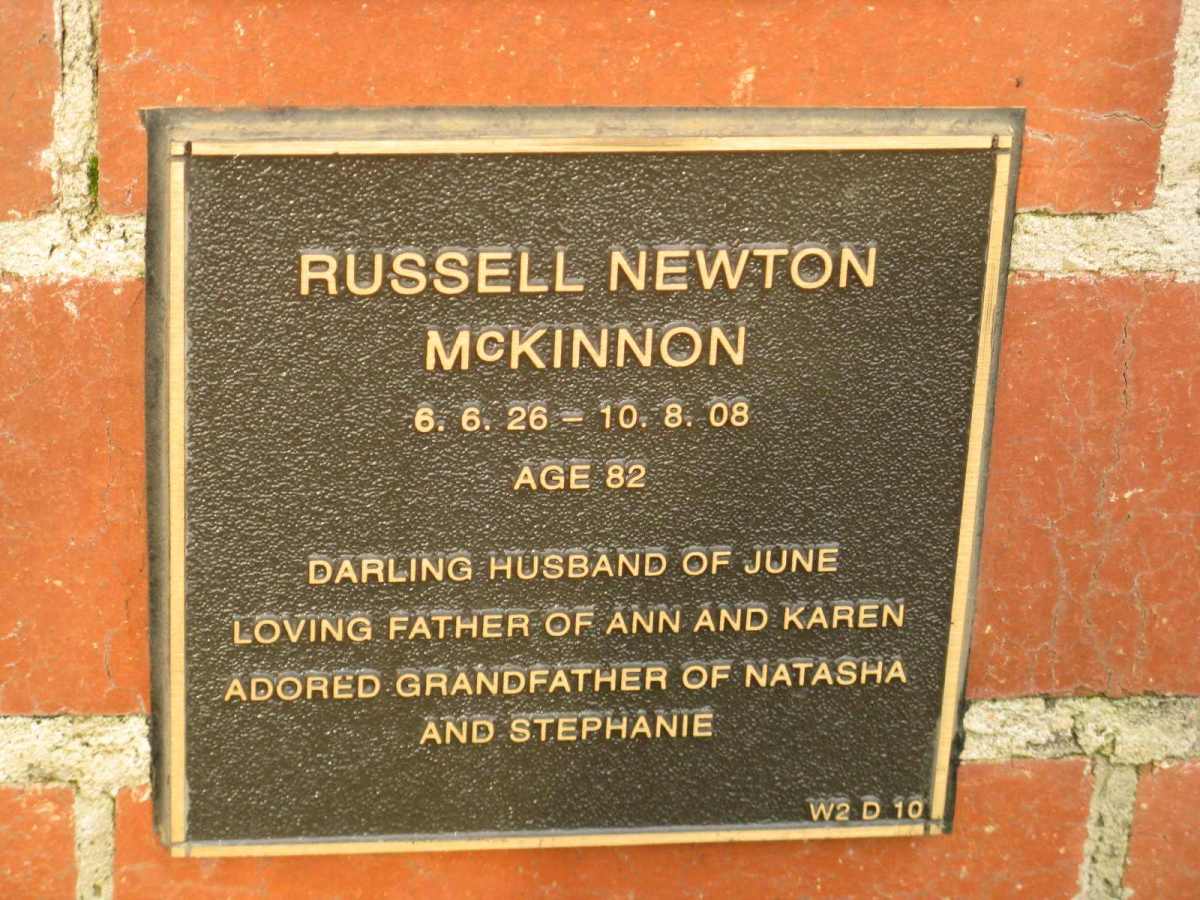 RUSSELL NEWTON
McKINNON
6. 6. 26 – 10. 8. 08
AGE 82
DARLING HUSBAND OF JUNE
LOVING FATHER OF ANN AND KAREN
ADORED GRANDFATHER OF NATASHA
AND STEPHANIE
W2 D 10